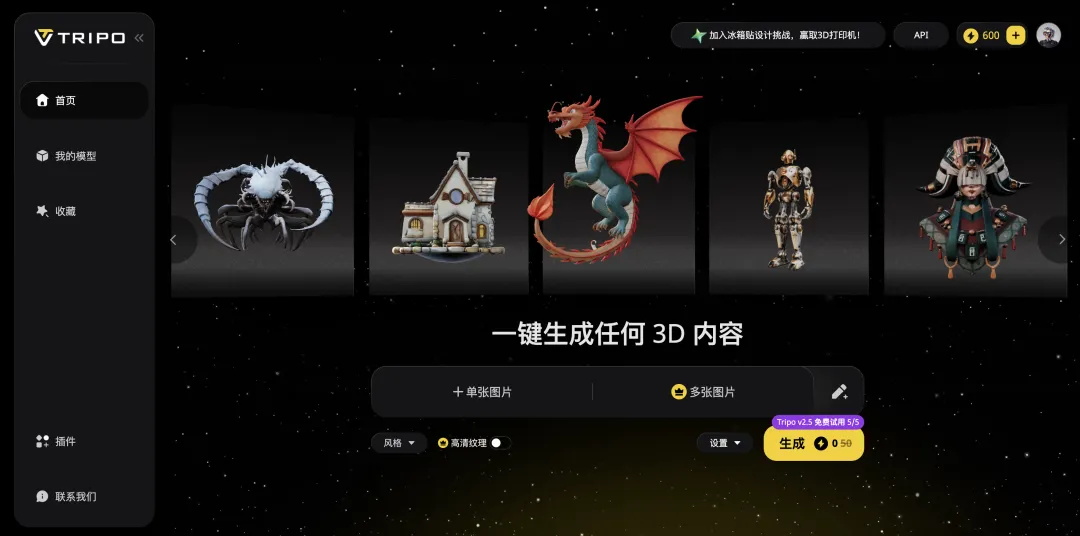 TRIPO
加入冰箱贴设计挑战，赢取3D打印机！
API
600
首页
我的模型
收藏
插件
联系我们
一键生成任何 3D 内容
单张图片
多张图片
风格
高清纹理
设置
Tripo v2.5 免费试用 5/5
生成 0 50